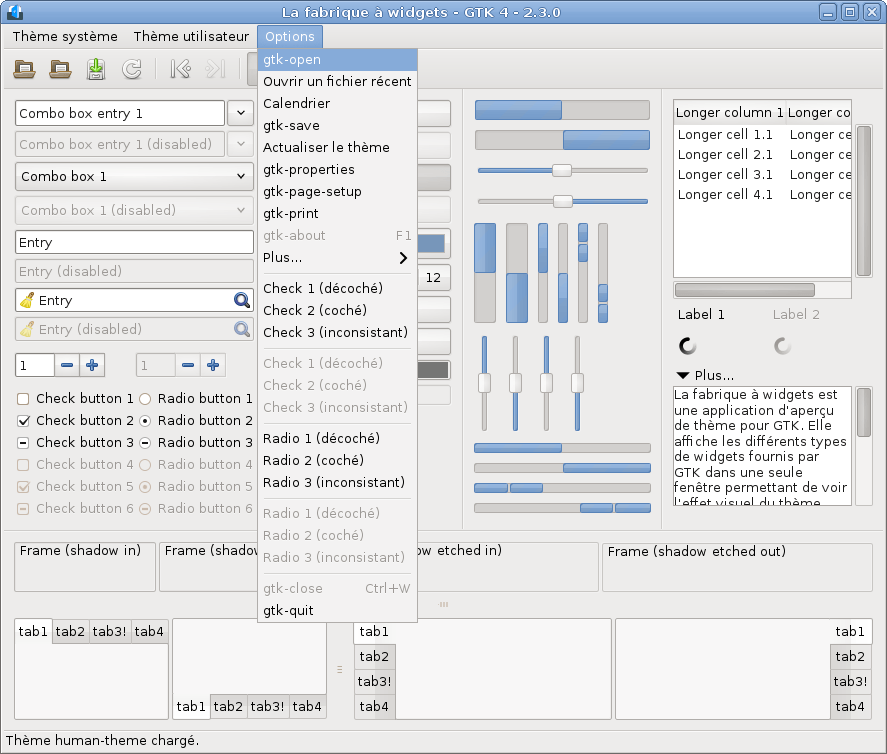 La fabrique à widgets - GTK 4 - 2.3.0
Thème système Thème utilisateur Options
gtk-open
Ouvrir un fichier récent
Calendrier
gtk-save
Actualiser le thème
gtk-properties
gtk-page-setup
gtk-print
gtk-about F1
Plus...
Check 1 (décoché)
Check 2 (coché)
Check 3 (inconsistant)
Check 1 (décoché)
Check 2 (coché)
Check 3 (inconsistant)
Radio 1 (décoché)
Radio 2 (coché)
Radio 3 (inconsistant)
Radio 1 (décoché)
Radio 2 (coché)
Radio 3 (inconsistant)
gtk-close Ctrl+W
gtk-quit
Combo box entry 1
Combo box entry 1 (disabled)
Combo box 1
Combo box 1 (disabled)
Entry
Entry (disabled)
Entry
Entry (disabled)
1 1
Check button 1 Radio button 1
Check button 2 Radio button 2
Check button 3 Radio button 3
Check button 4 Radio button 4
Check button 5 Radio button 5
Check button 6 Radio button 6
12
Longer column 1 Longer co
Longer cell 1.1 Longer ce
Longer cell 2.1 Longer ce
Longer cell 3.1 Longer ce
Longer cell 4.1 Longer ce
Label 1 Label 2
Plus...
La fabrique à widgets est
une application d'aperçu
de thème pour GTK. Elle
affiche les différents types
de widgets fournis par
GTK dans une seule
fenêtre permettant de voir
l'effet visuel du thème
Frame (shadow in) Frame (shadow etched in) Frame (shadow etched out)
tab1 tab2 tab3! tab4
tab1 tab2 tab3! tab4
tab1
tab2
tab3!
tab4
tab1
tab2
tab3!
tab4
Thème human-theme chargé.